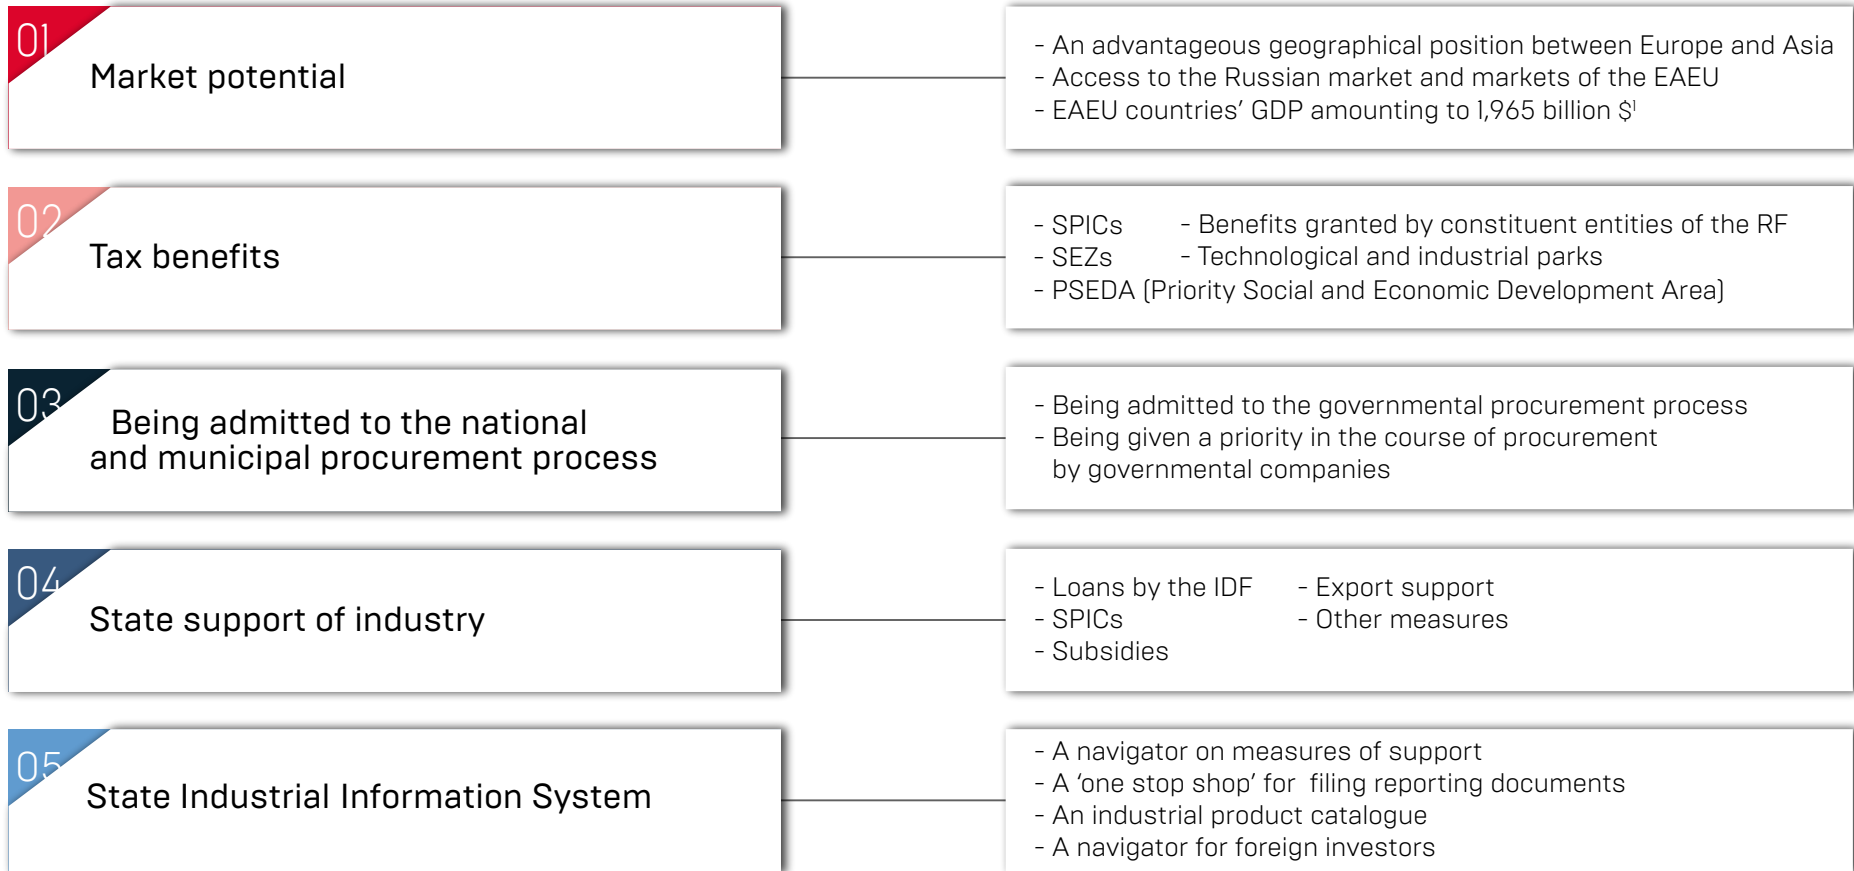 01
Market potential
- An advantageous geographical position between Europe and Asia
- Access to the Russian market and markets of the EAEU
- EAEU countries’ GDP amounting to 1,965 billion $¹
02
Tax benefits
- SPICs - Benefits granted by constituent entities of the RF
- SEZs - Technological and industrial parks
- PSEDA (Priority Social and Economic Development Area)
03
Being admitted to the national
and municipal procurement process
- Being admitted to the governmental procurement process
- Being given a priority in the course of procurement
by governmental companies
04
State support of industry
- Loans by the IDF - Export support
- SPICs - Other measures
- Subsidies
05
State Industrial Information System
- A navigator on measures of support
- A ‘one stop shop’ for filing reporting documents
- An industrial product catalogue
- A navigator for foreign investors